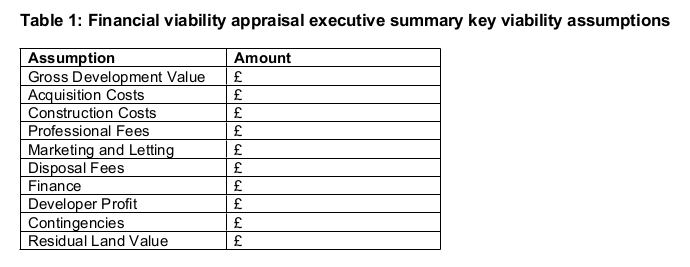 Table 1: Financial viability appraisal executive summary key viability assumptions
Assumption Amount
Gross Development Value £
Acquisition Costs £
Construction Costs £
Professional Fees £
Marketing and Letting £
Disposal Fees £
Finance £
Developer Profit £
Contingencies £
Residual Land Value £